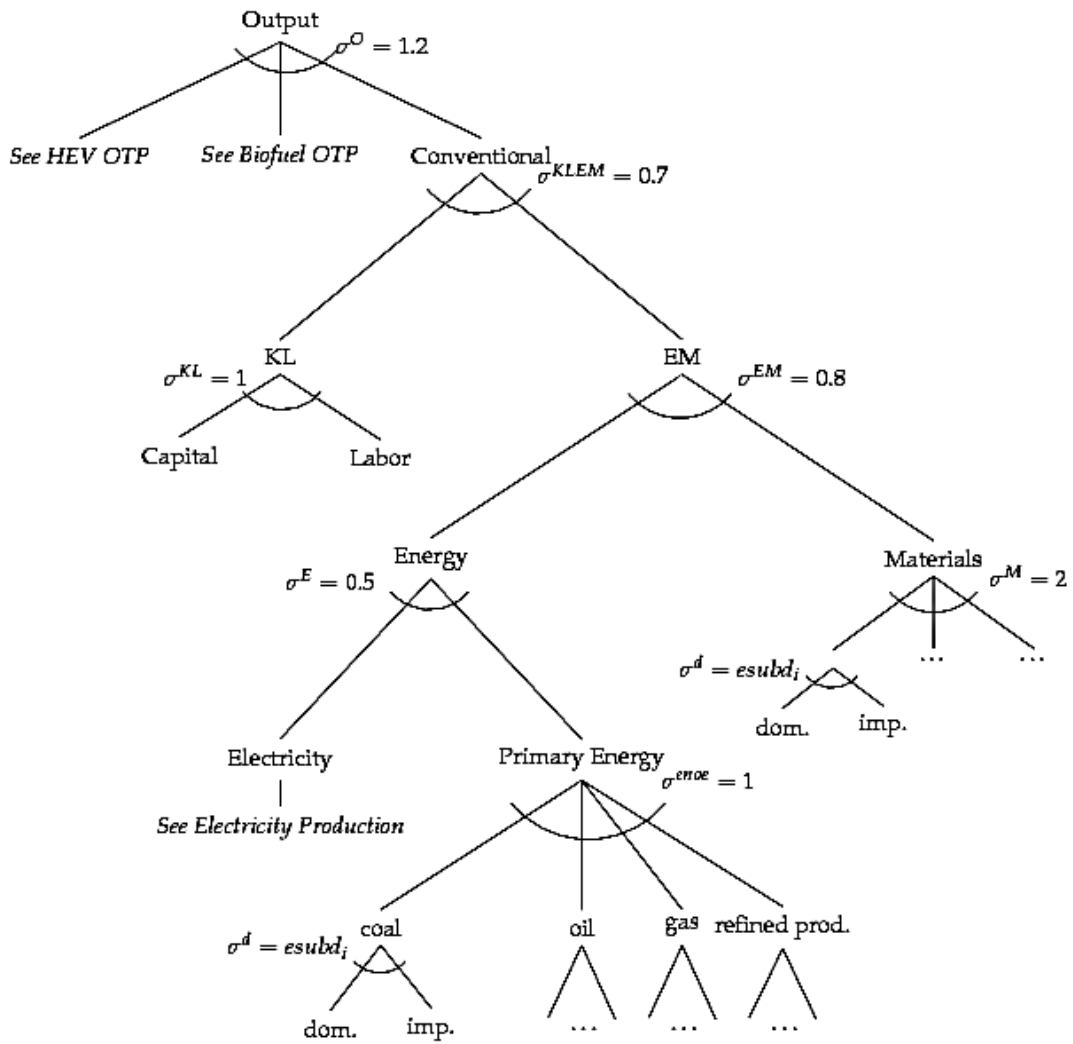 Output
σ^O = 1.2
See HEV OTP
See Biofuel OTP
Conventional
σ^KLEM = 0.7
KL
EM
σ^KL = 1
σ^EM = 0.8
Capital
Labor
Energy
Materials
σ^E = 0.5
σ^M = 2
...
...
σ^d = esubd_i
dom.
imp.
Electricity
Primary Energy
σ^enoe = 1
See Electricity Production
coal
oil
gas
refined prod.
σ^d = esubd_i
dom.
imp.
...
...
...